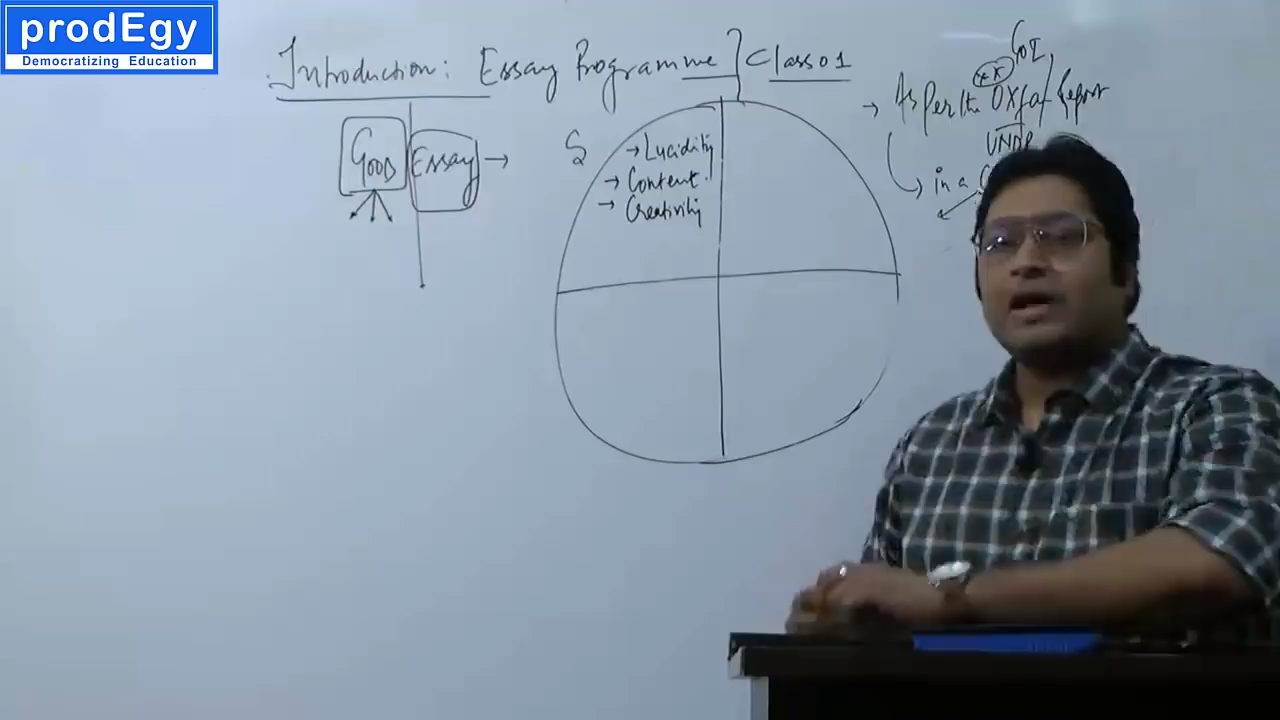 prodEgy
Democratizing Education
Introduction: Essay Programme Class 01
GOOD Essay →
S
→ Lucidity
→ Content
→ Creativity
GOI
xx
→ As Per the Oxfam Report
UNDP
→ in a